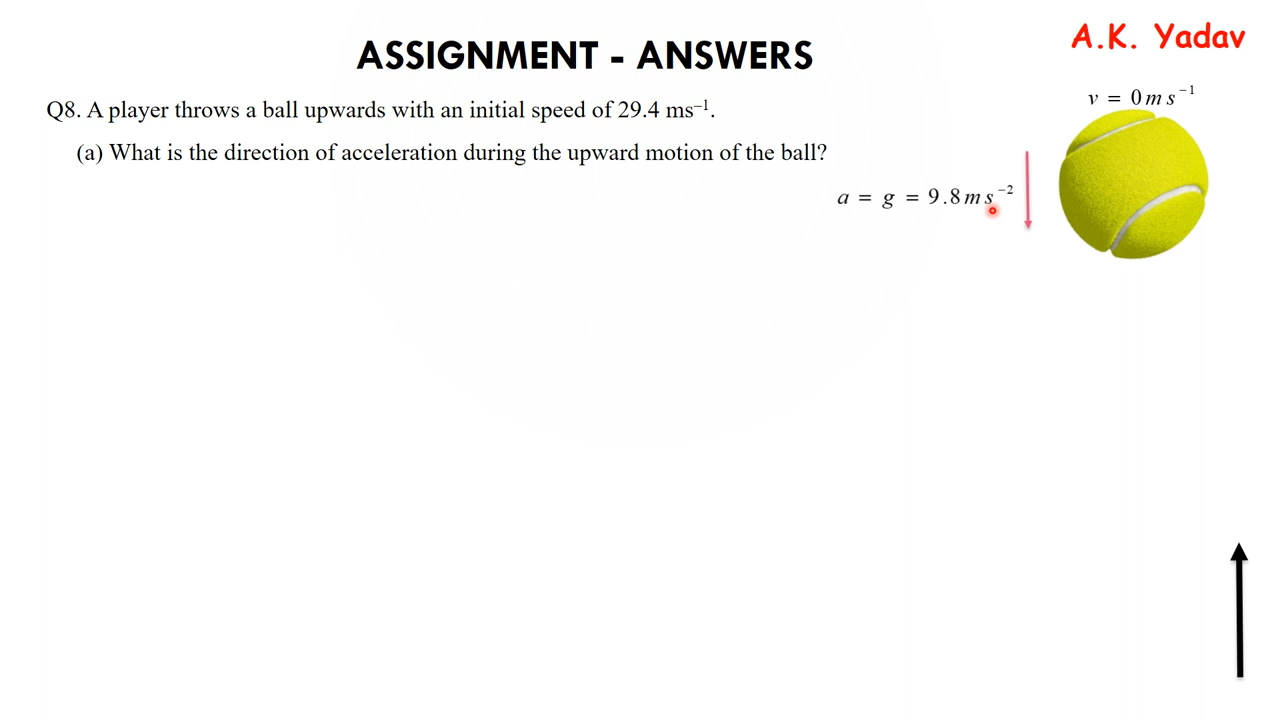 ASSIGNMENT - ANSWERS
A.K. Yadav
Q8. A player throws a ball upwards with an initial speed of 29.4 ms⁻¹.
v = 0 m s⁻¹
(a) What is the direction of acceleration during the upward motion of the ball?
a = g = 9.8 m s⁻²